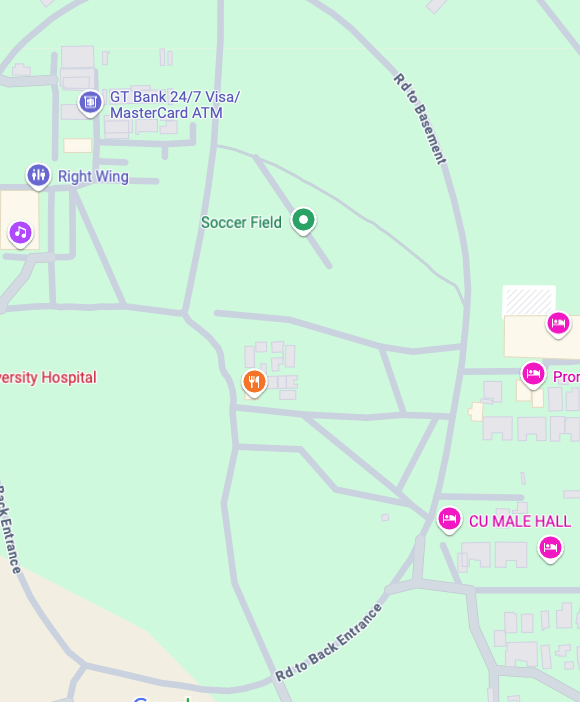 Rd to Basement
GT Bank 24/7 Visa/
MasterCard ATM
Right Wing
Soccer Field
versity Hospital
Pror
Back Entrance
CU MALE HALL
Rd to Back Entrance